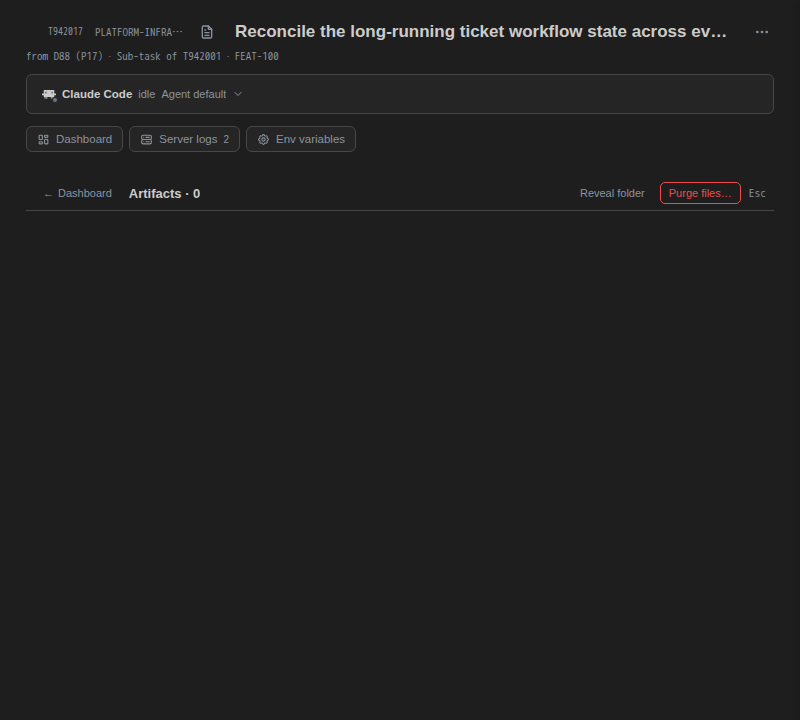 T942017 PLATFORM-INFRA… Reconcile the long-running ticket workflow state across ev…
from D88 (P17) · Sub-task of T942001 · FEAT-100
Claude Code idle Agent default
Dashboard Server logs 2 Env variables
← Dashboard Artifacts · 0 Reveal folder Purge files… Esc